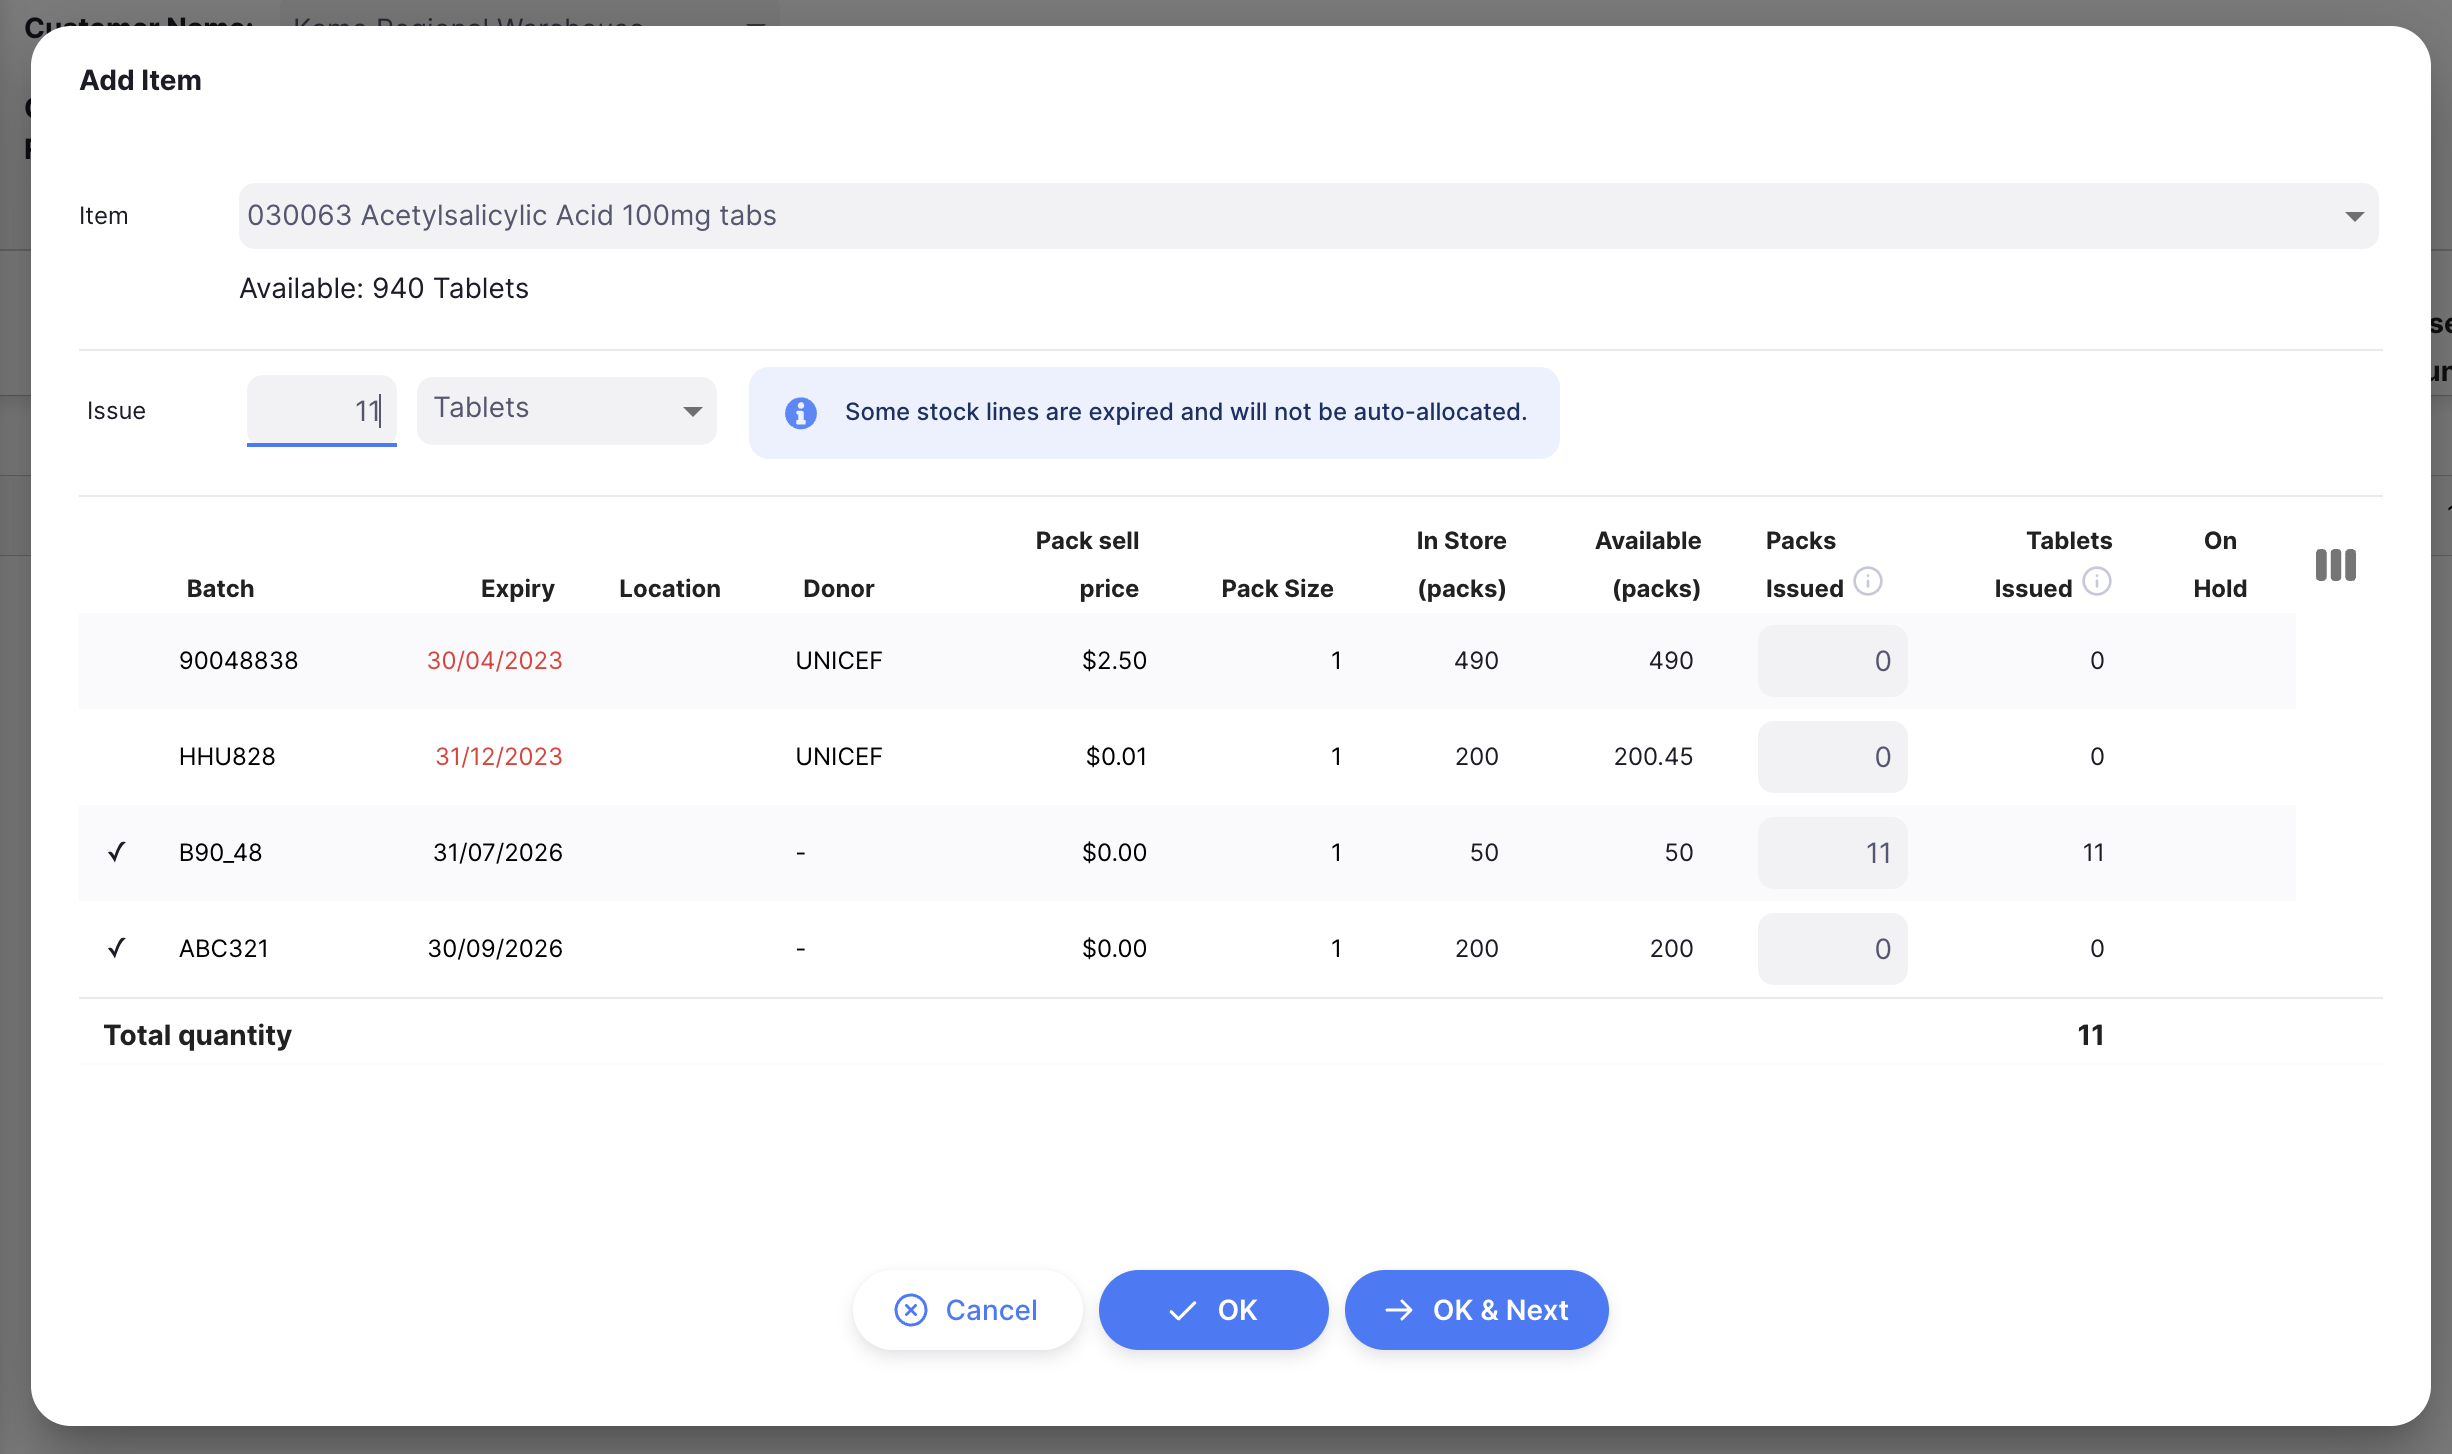 Customer Name:
Add Item
Item
030063 Acetylsalicylic Acid 100mg tabs
Available: 940 Tablets
Issue 11 Tablets Some stock lines are expired and will not be auto-allocated.
Batch Expiry Location Donor Pack sell price Pack Size In Store (packs) Available (packs) Packs Issued Tablets Issued On Hold
90048838 30/04/2023 UNICEF $2.50 1 490 490 0 0
HHU828 31/12/2023 UNICEF $0.01 1 200 200.45 0 0
✓ B90_48 31/07/2026 - $0.00 1 50 50 11 11
✓ ABC321 30/09/2026 - $0.00 1 200 200 0 0
Total quantity 11
Cancel OK OK & Next